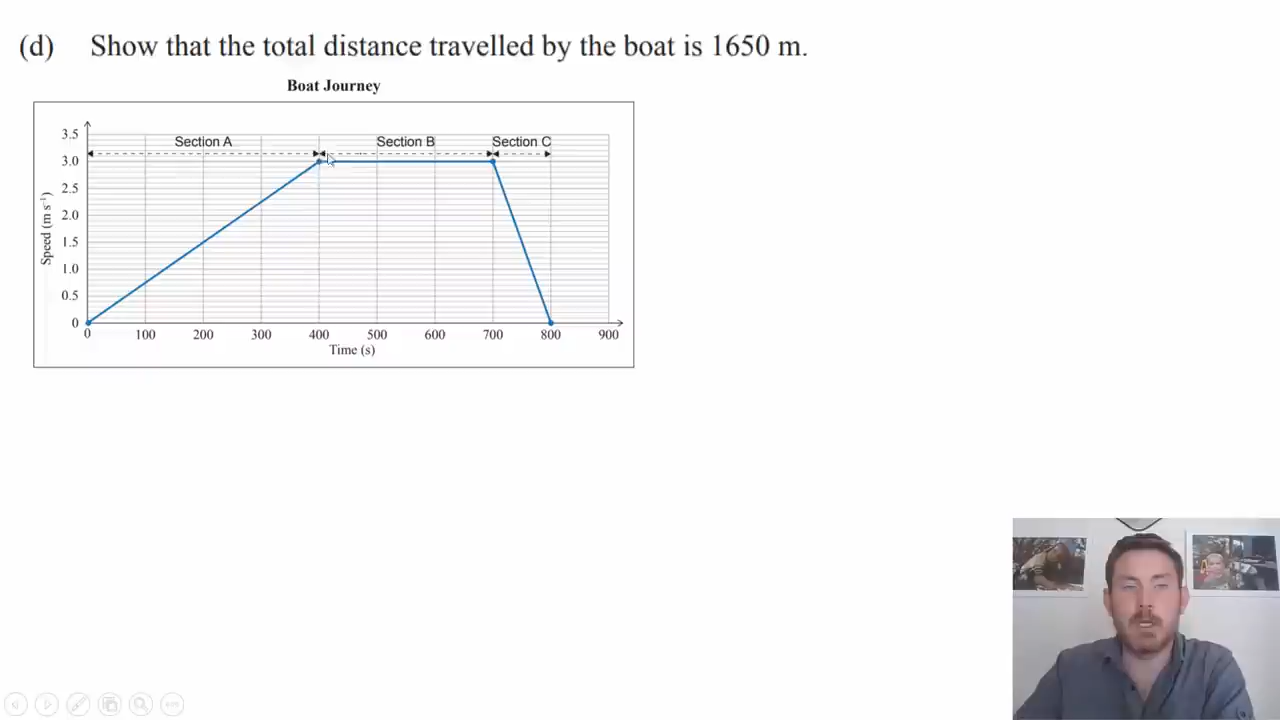 (d) Show that the total distance travelled by the boat is 1650 m.
Boat Journey
Section A Section B Section C
3.5
3.0
2.5
2.0
1.5
1.0
0.5
0
Speed (m s⁻¹)
0 100 200 300 400 500 600 700 800 900
Time (s)